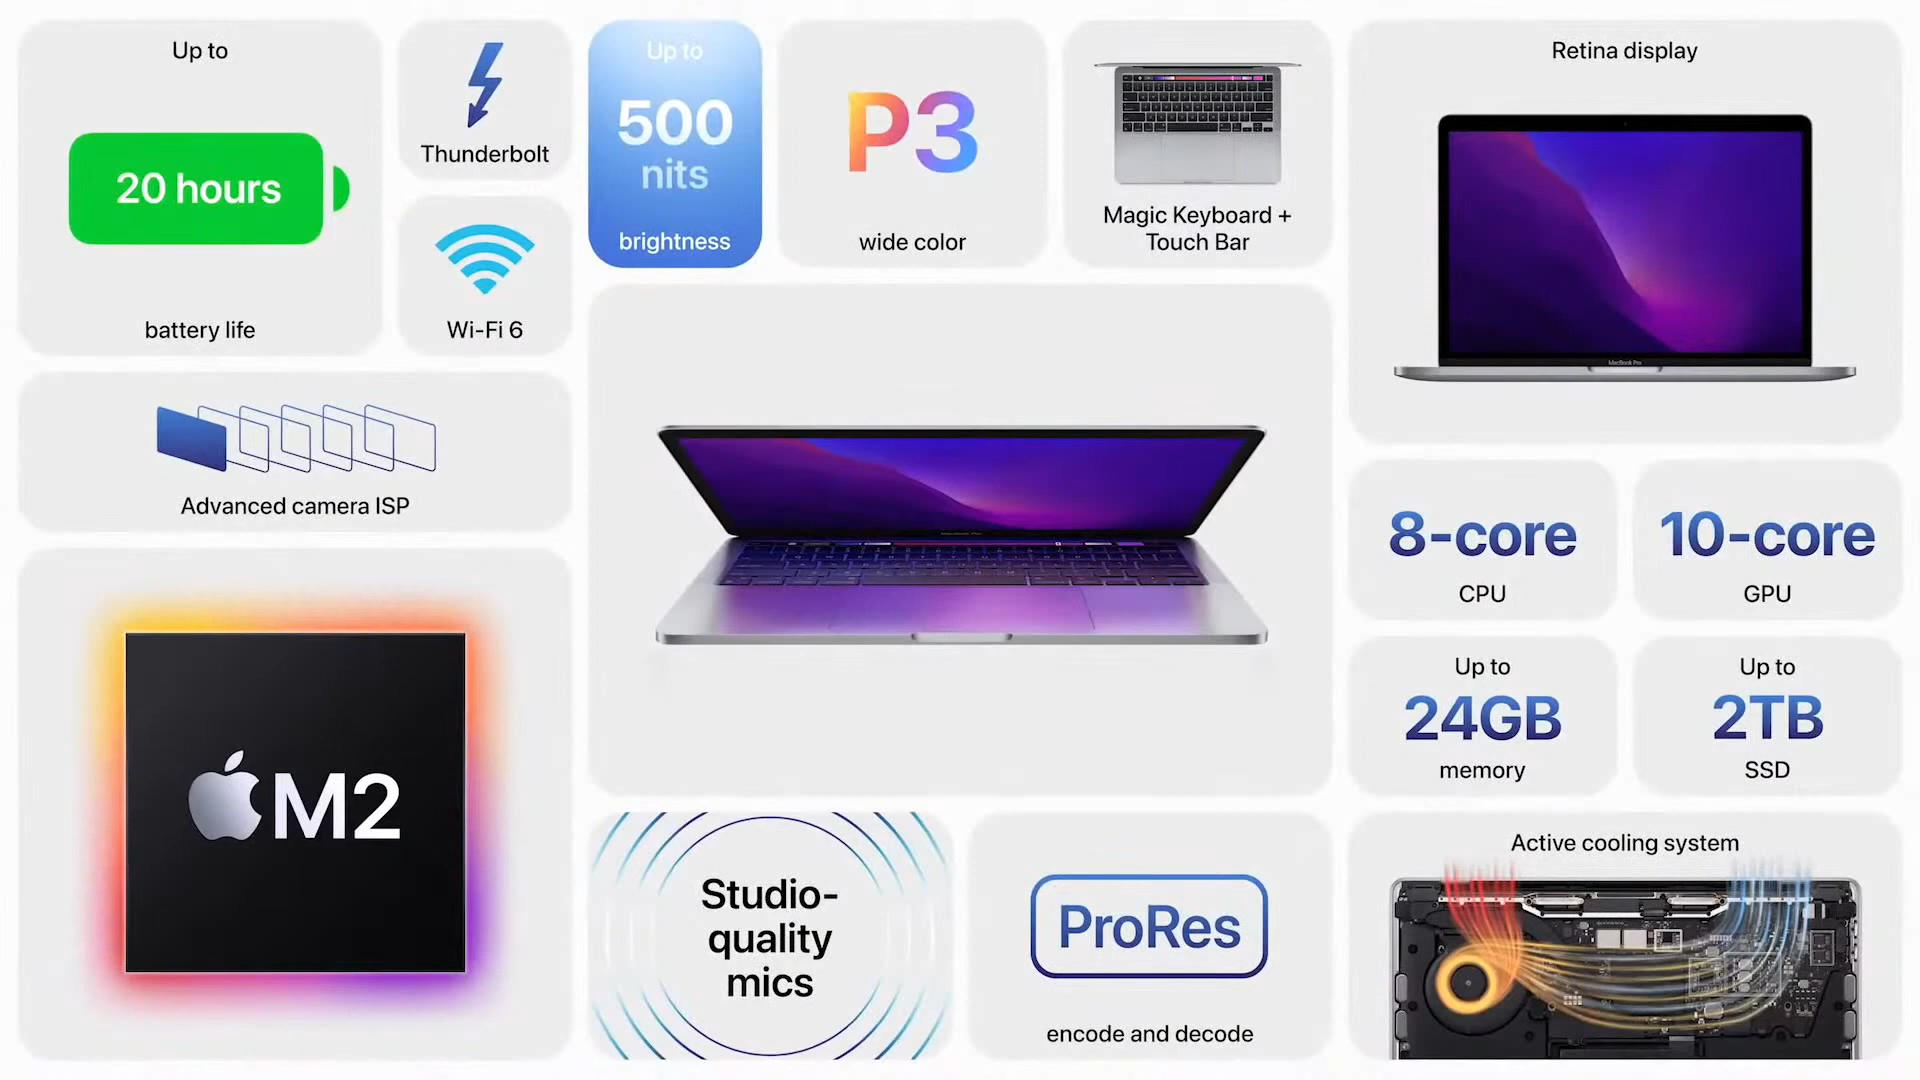 Up to
20 hours
battery life
Thunderbolt
Wi-Fi 6
Up to
500
nits
brightness
P3
wide color
Magic Keyboard +
Touch Bar
Retina display
MacBook Pro
Advanced camera ISP
M2
8-core
CPU
10-core
GPU
Up to
24GB
memory
Up to
2TB
SSD
Studio-
quality
mics
ProRes
encode and decode
Active cooling system